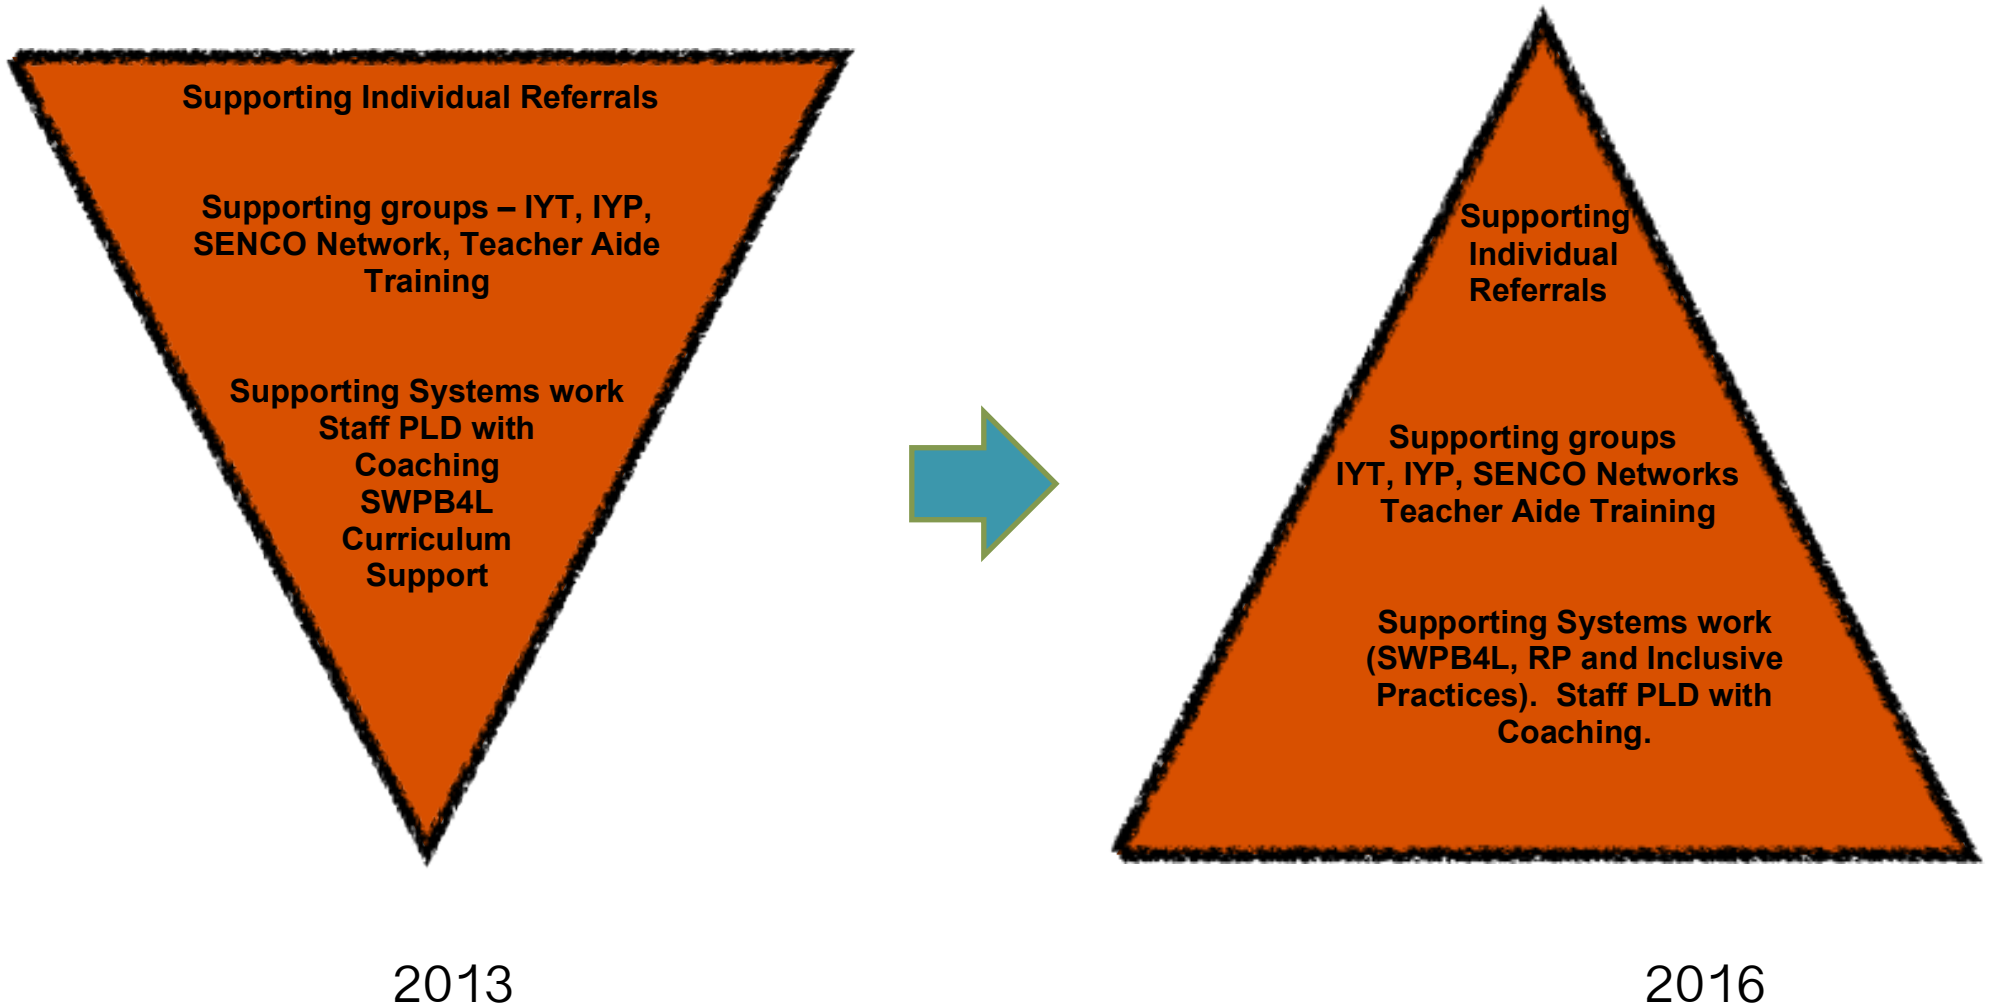 Supporting Individual Referrals
Supporting groups – IYT, IYP,
SENCO Network, Teacher Aide
Training
Supporting Systems work
Staff PLD with
Coaching
SWPB4L
Curriculum
Support
2013
Supporting
Individual
Referrals
Supporting groups
IYT, IYP, SENCO Networks
Teacher Aide Training
Supporting Systems work
(SWPB4L, RP and Inclusive
Practices).  Staff PLD with
Coaching.
2016